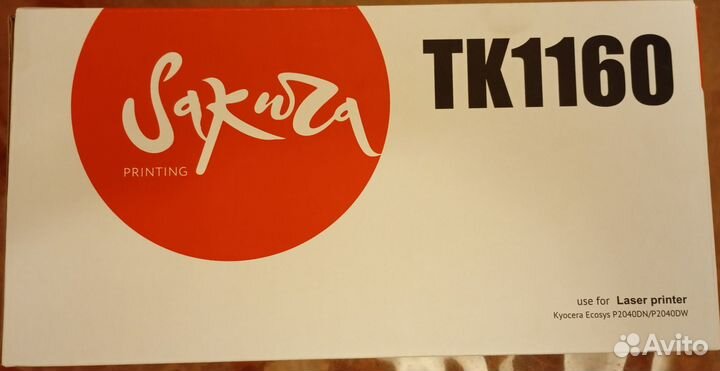 Sakura
PRINTING
TK1160
use for Laser printer
Kyocera Ecosys P2040DN/P2040DW
Avito